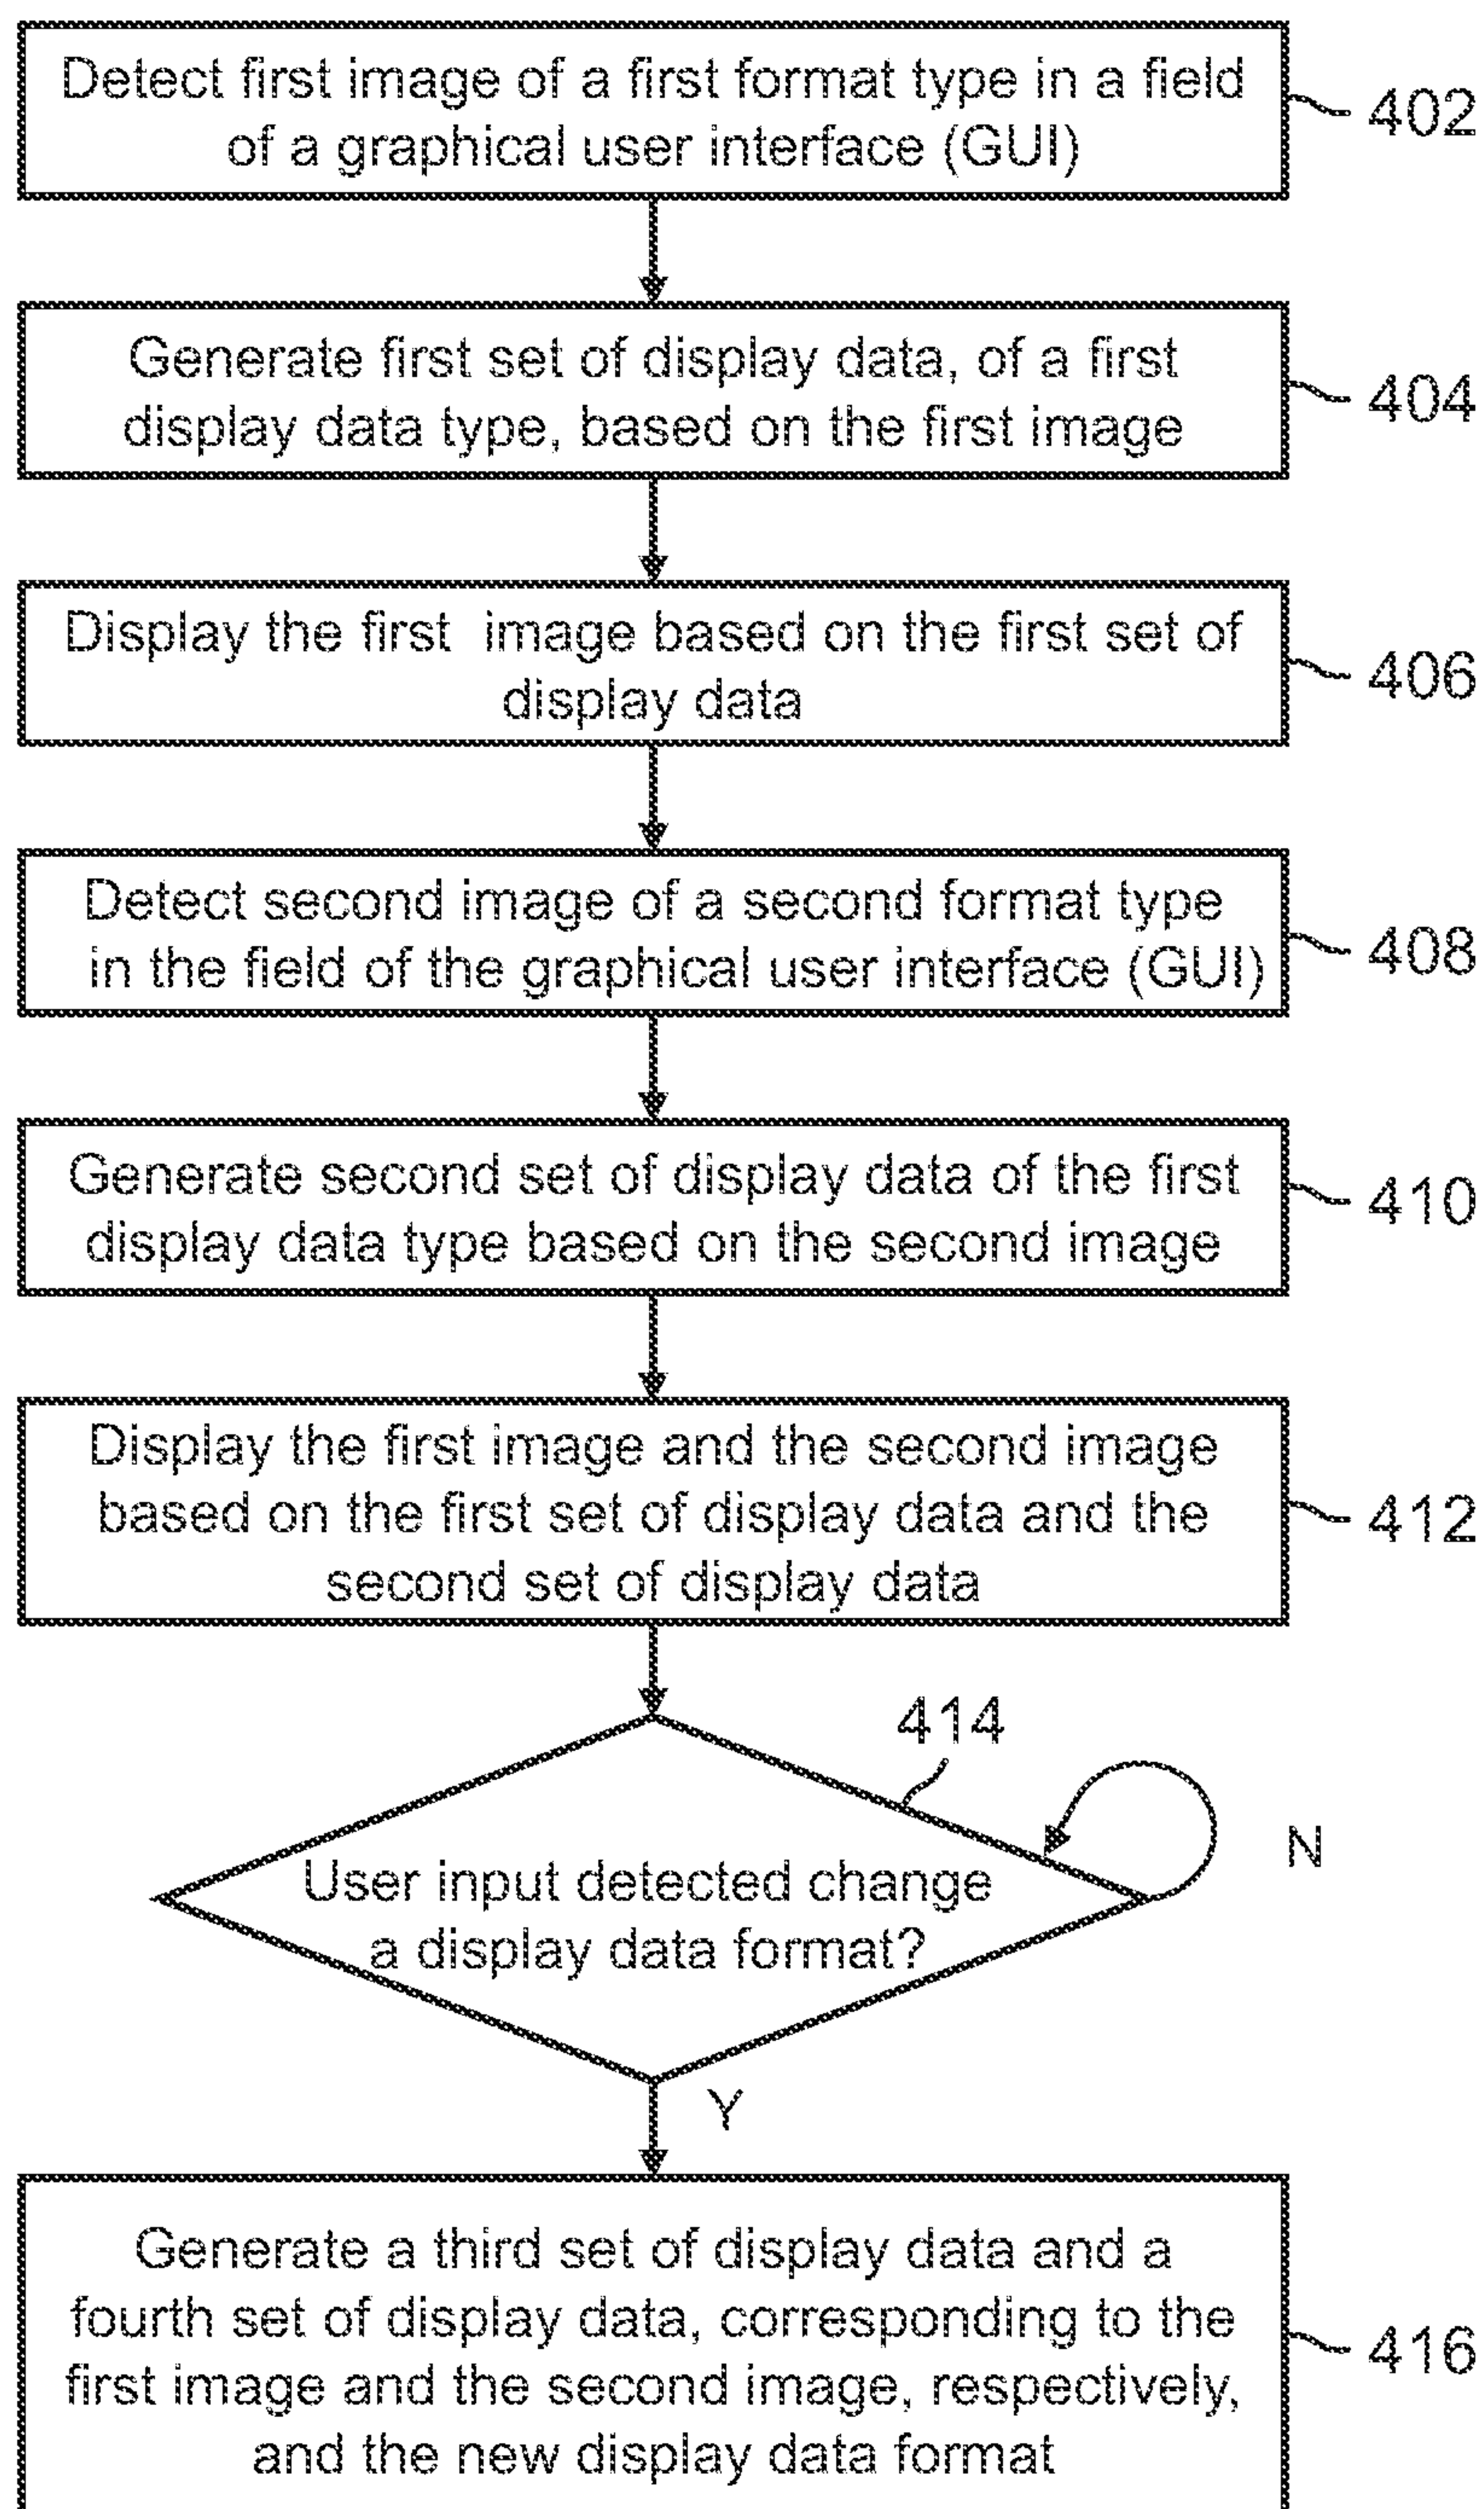 Detect first image of a first format type in a field
of a graphical user interface (GUI)
402
Generate first set of display data, of a first
display data type, based on the first image
404
Display the first image based on the first set of
display data
406
Detect second image of a second format type
in the field of the graphical user interface (GUI)
408
Generate second set of display data of the first
display data type based on the second image
410
Display the first image and the second image
based on the first set of display data and the
second set of display data
412
414
User input detected change
a display data format?
N
Y
Generate a third set of display data and a
fourth set of display data, corresponding to the
first image and the second image, respectively,
and the new display data format
416